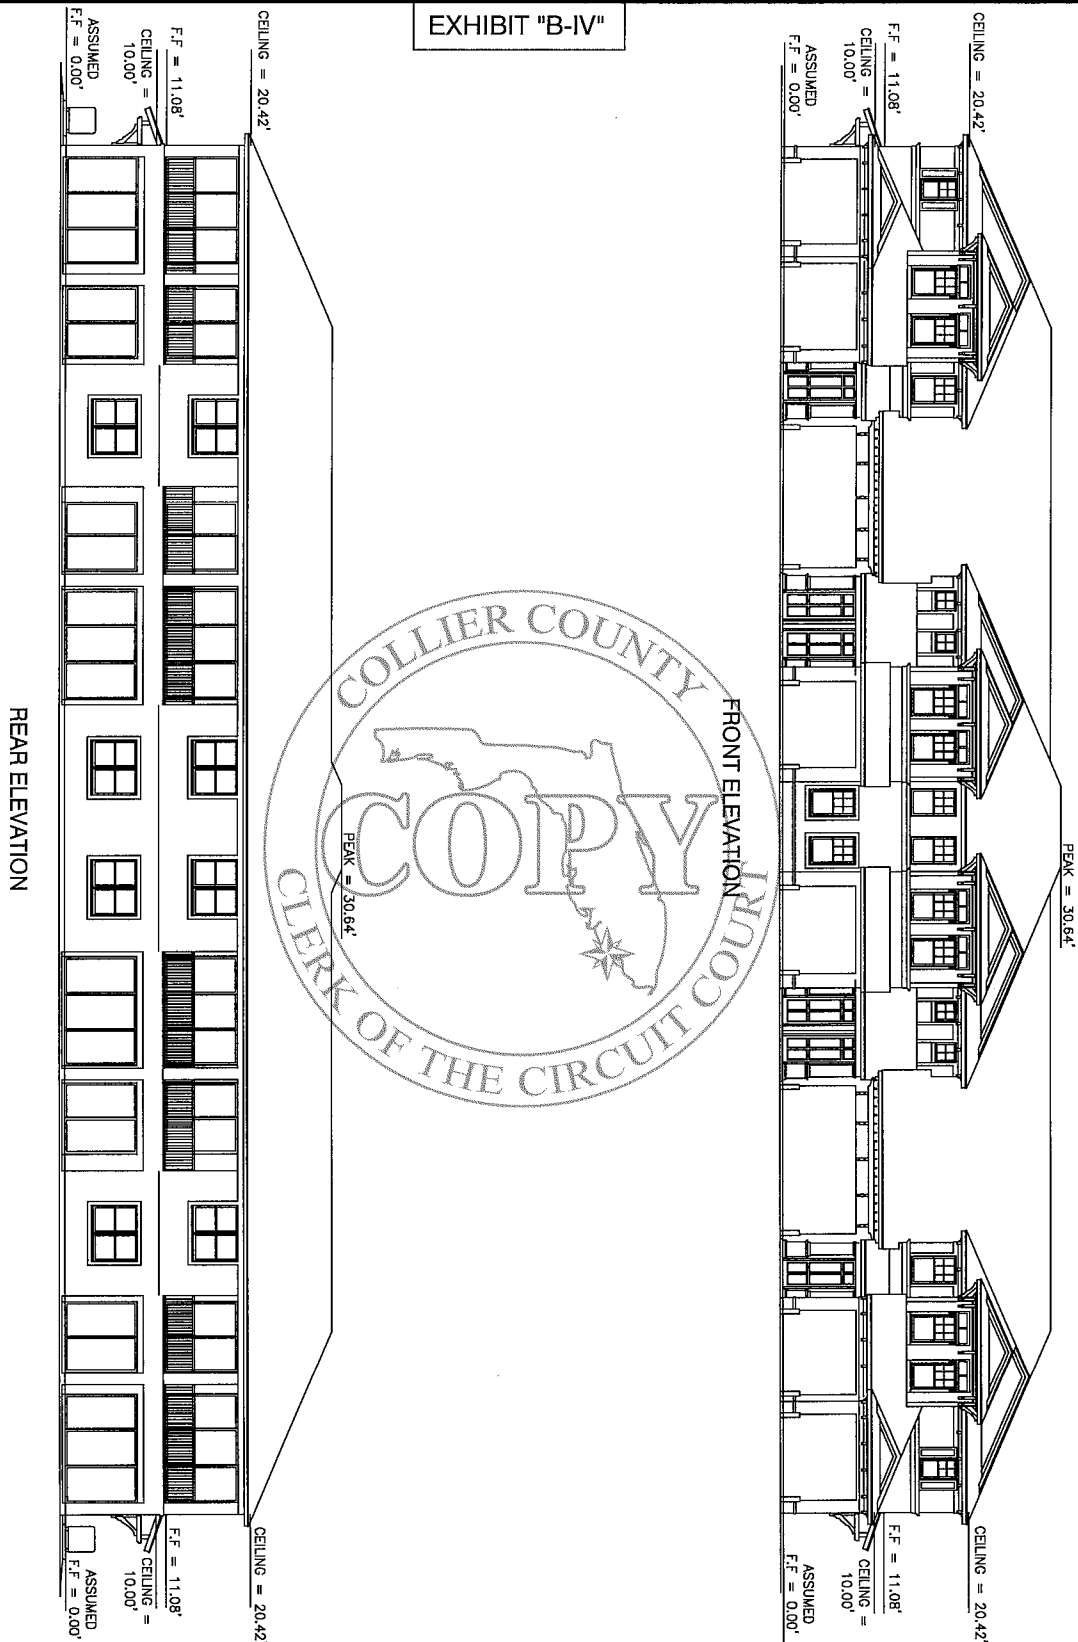 EXHIBIT "B-IV"
CEILING = 20.42'
F.F = 11.08'
CEILING =
10.00'
ASSUMED
F.F = 0.00'
PEAK = 30.64'
CEILING = 20.42'
F.F = 11.08'
CEILING =
10.00'
ASSUMED
F.F = 0.00'
FRONT ELEVATION
CEILING = 20.42'
F.F = 11.08'
CEILING =
10.00'
ASSUMED
F.F = 0.00'
PEAK = 30.64'
CEILING = 20.42'
F.F = 11.08'
CEILING =
10.00'
ASSUMED
F.F = 0.00'
REAR ELEVATION
COLLIER COUNTY
COPY
CLERK OF THE CIRCUIT COURT